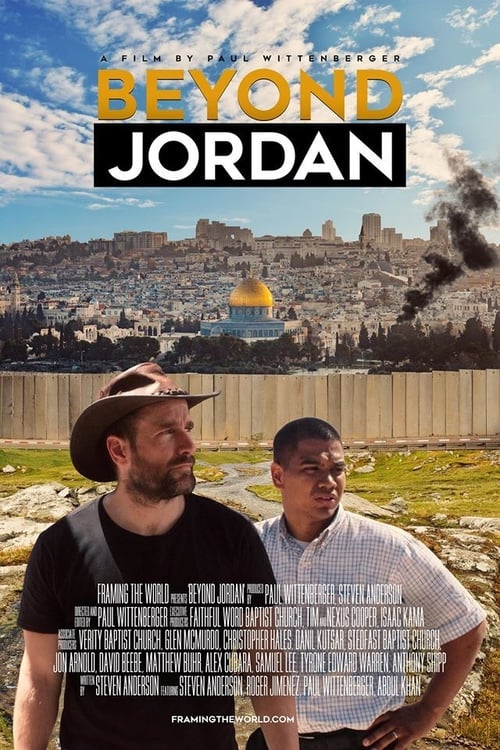 A FILM BY PAUL WITTENBERGER
BEYOND
JORDAN
FRAMING THE WORLD PRESENTS "BEYOND JORDAN" PRODUCED BY PAUL WITTENBERGER, STEVEN ANDERSON
DIRECTED AND EDITED BY PAUL WITTENBERGER EXECUTIVE PRODUCERS FAITHFUL WORD BAPTIST CHURCH, TIM AND NEXUS COOPER, ISAAC KAMA
ASSOCIATE PRODUCERS VERITY BAPTIST CHURCH, GLEN MCMURDO, CHRISTOPHER HALES, DANIL KUTSAR, STEDFAST BAPTIST CHURCH,
JON ARNOLD, DAVID BEEBE, MATTHEW BUHR, ALEX CUBARA, SAMUEL LEE, TYRONE EDWARD WARREN, ANTHONY SHIPP
WRITTEN BY STEVEN ANDERSON FEATURING STEVEN ANDERSON, ROGER JIMENEZ, PAUL WITTENBERGER, ABDUL KHAN
FRAMINGTHEWORLD.COM